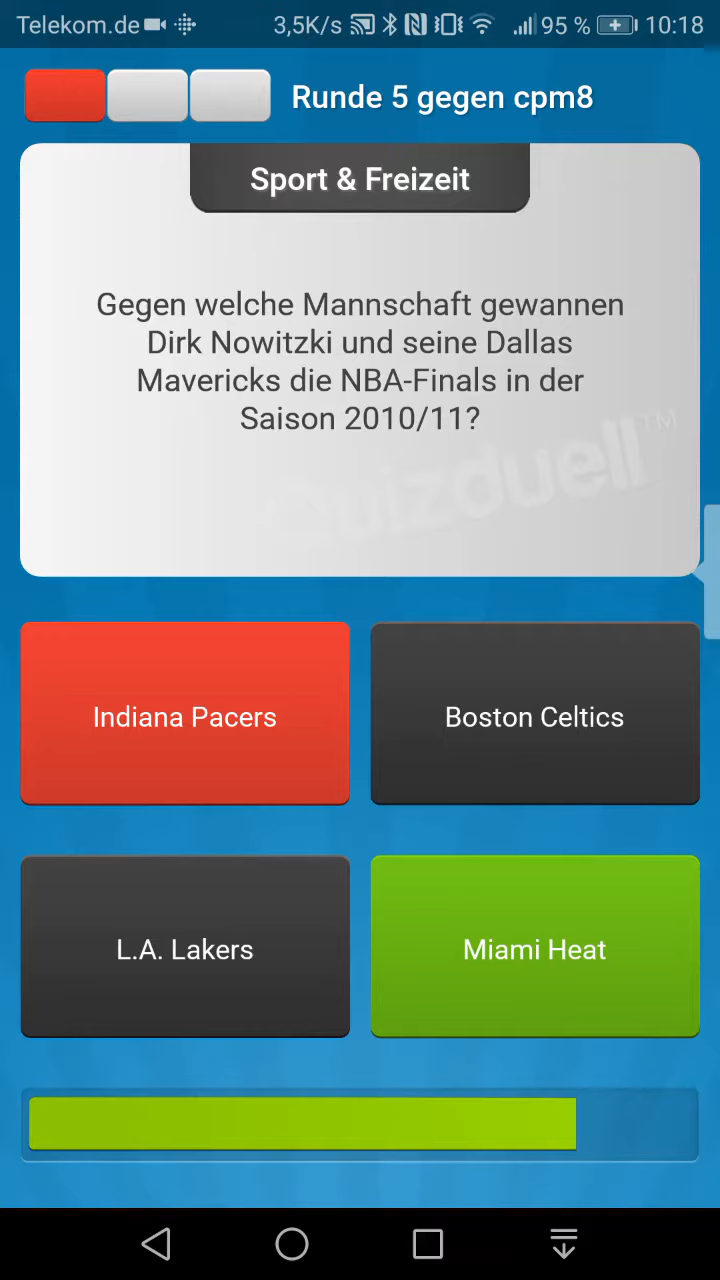 Telekom.de 3,5K/s 95 % 10:18
Runde 5 gegen cpm8
Sport & Freizeit
Gegen welche Mannschaft gewannen
Dirk Nowitzki und seine Dallas
Mavericks die NBA-Finals in der
Saison 2010/11?
Quizduell™
Indiana Pacers
Boston Celtics
L.A. Lakers
Miami Heat